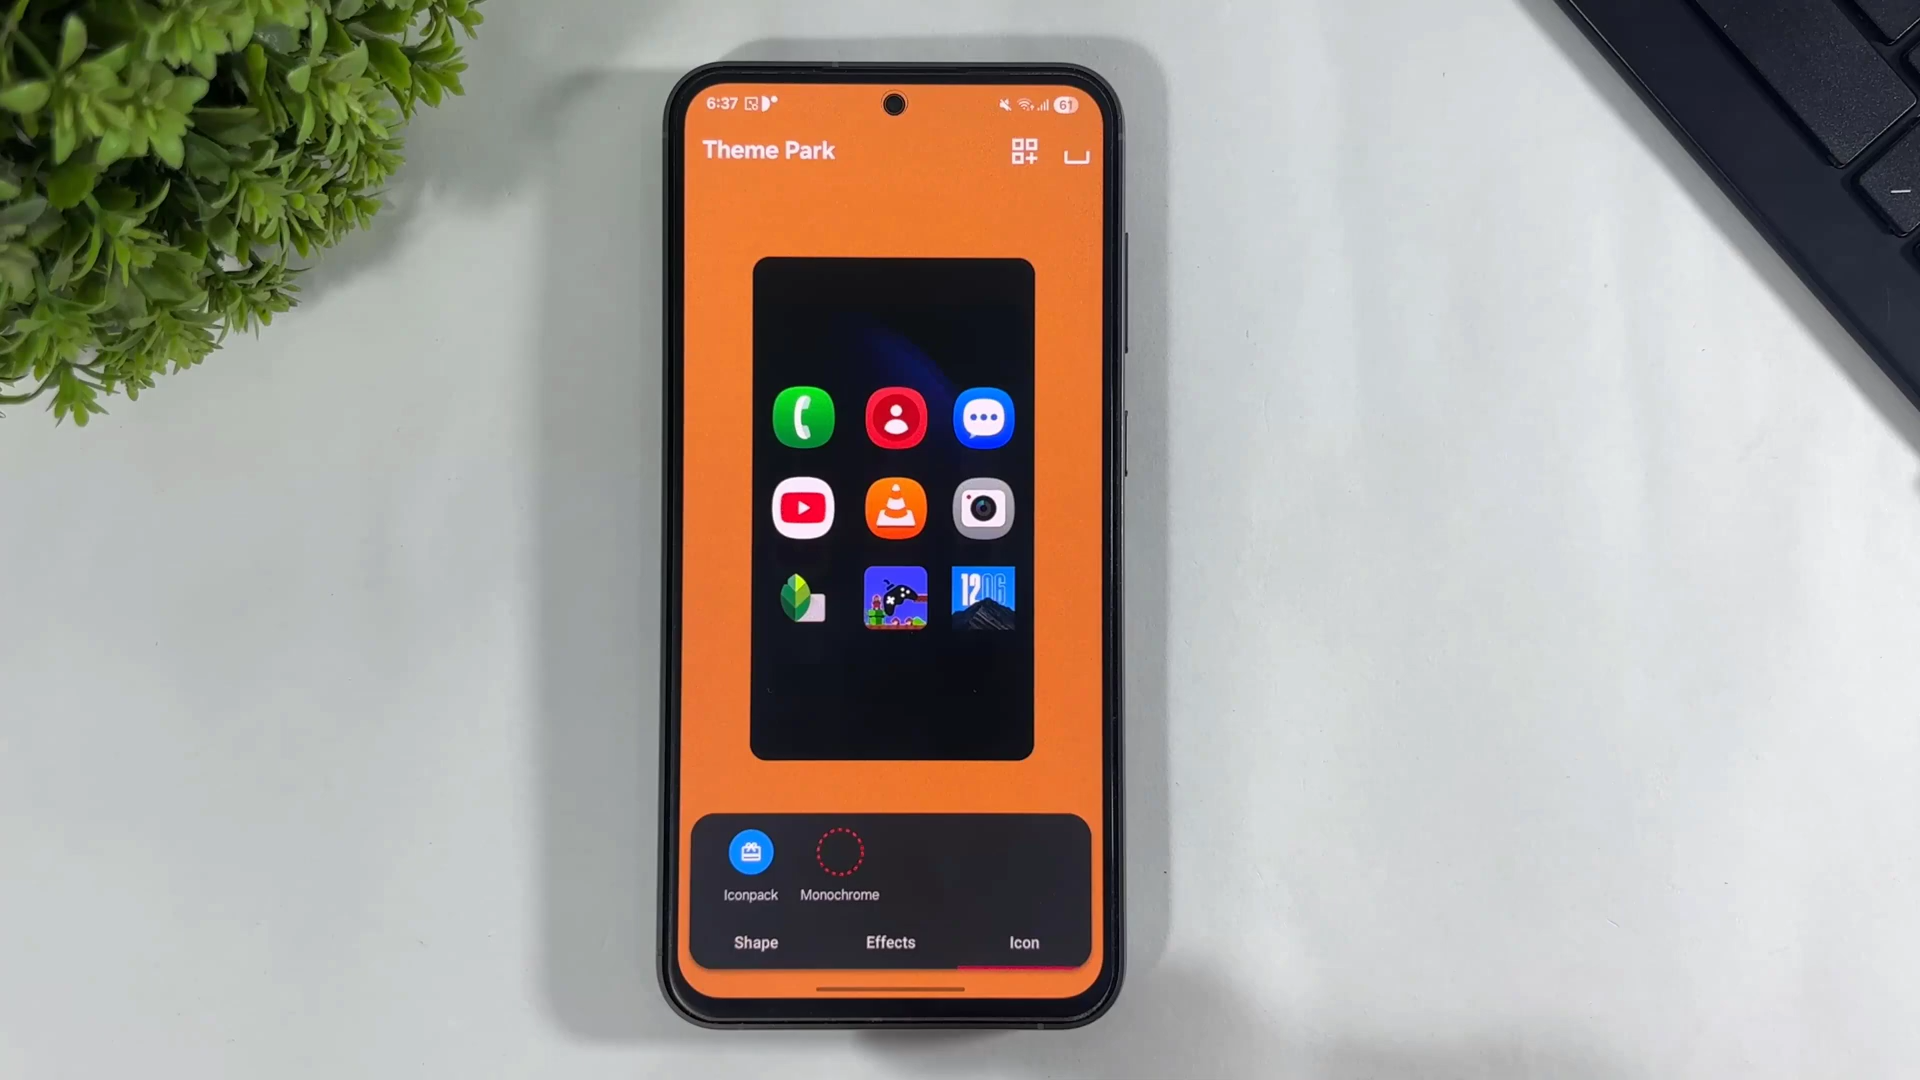 6:37
61
Theme Park
1206
Iconpack Monochrome
Shape Effects Icon